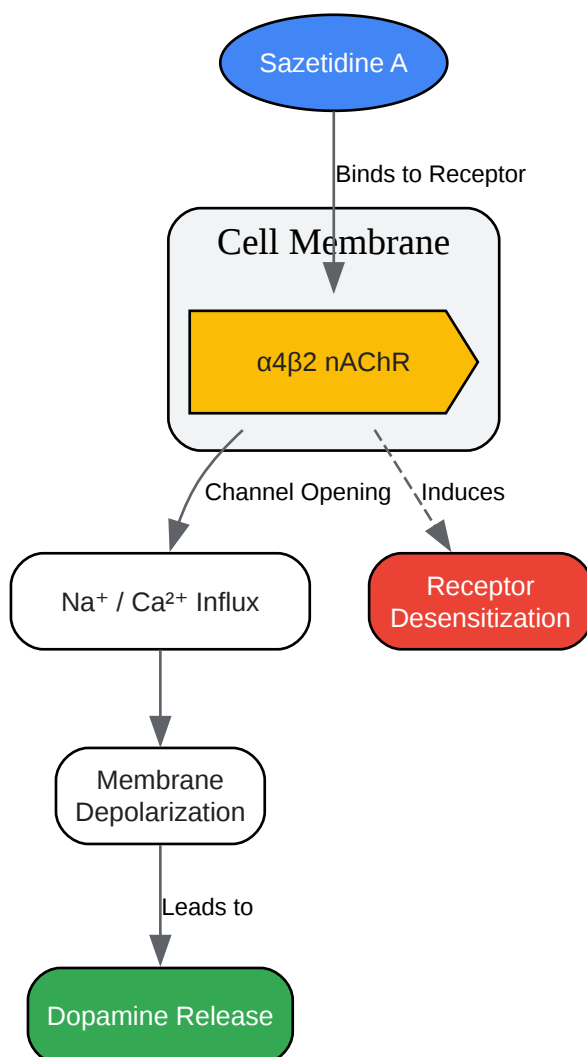 Sazetidine A
Binds to Receptor
Cell Membrane
α4β2 nAChR
Channel Opening
Induces
Na⁺ / Ca²⁺ Influx
Receptor
Desensitization
Membrane
Depolarization
Leads to
Dopamine Release